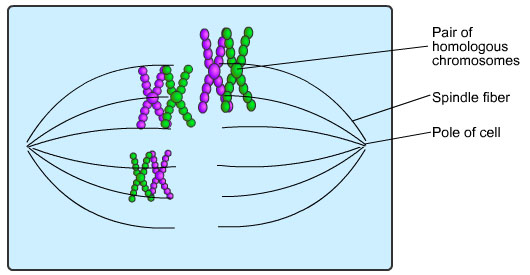 Pair of
homologous
chromosomes
Spindle fiber
Pole of cell